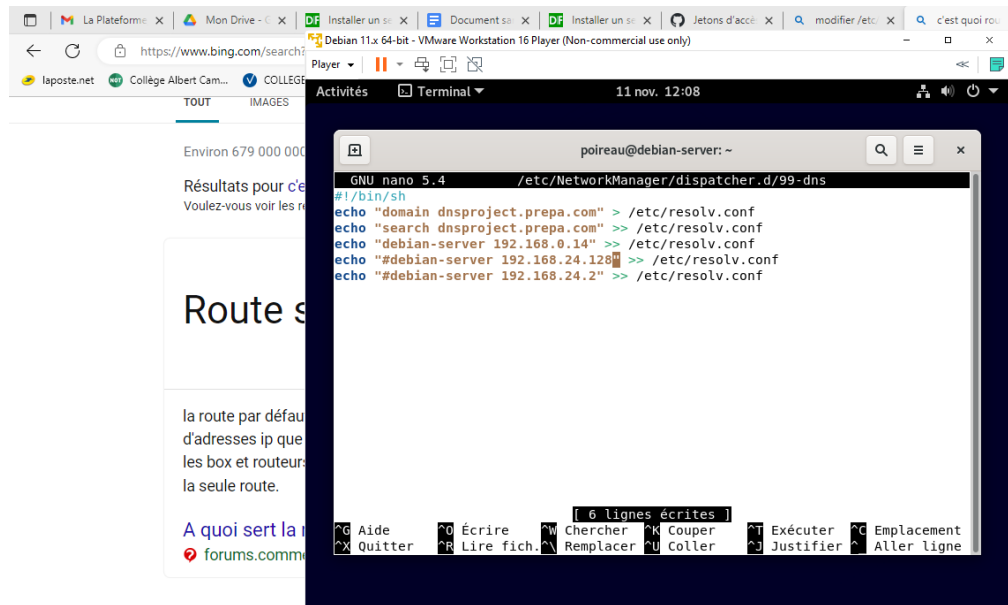 La Plateforme
Mon Drive - G
Installer un se
Document sa
Installer un se
Jetons d'accè
modifier /etc
c'est quoi rou
https://www.bing.com/search?
laposte.net
Collège Albert Cam...
COLLEGE
Debian 11.x 64-bit - VMware Workstation 16 Player (Non-commercial use only)
Player
Activités
Terminal
11 nov. 12:08
TOUT
IMAGES
Environ 679 000 000
Résultats pour c'e
Voulez-vous voir les re
Route s
la route par défau
d'adresses ip que
les box et routeurs
la seule route.
A quoi sert la r
forums.comme
poireau@debian-server: ~
GNU nano 5.4 /etc/NetworkManager/dispatcher.d/99-dns
#!/bin/sh
echo "domain dnsproject.prepa.com" > /etc/resolv.conf
echo "search dnsproject.prepa.com" >> /etc/resolv.conf
echo "debian-server 192.168.0.14" >> /etc/resolv.conf
echo "#debian-server 192.168.24.128" >> /etc/resolv.conf
echo "#debian-server 192.168.24.2" >> /etc/resolv.conf
[ 6 lignes écrites ]
^G Aide ^O Écrire ^W Chercher ^K Couper ^T Exécuter ^C Emplacement
^X Quitter ^R Lire fich. ^\ Remplacer ^U Coller ^J Justifier ^_ Aller ligne